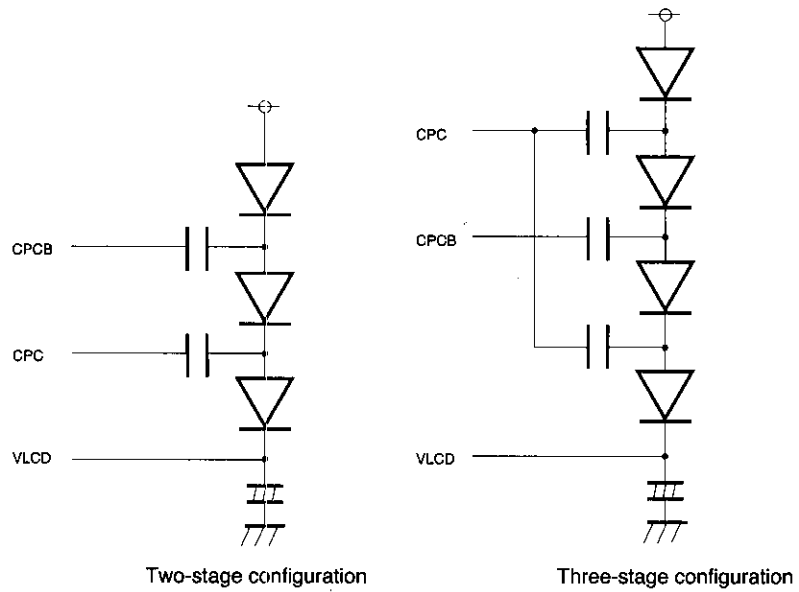 CPCB
CPC
VLCD
Two-stage configuration
CPC
CPCB
VLCD
Three-stage configuration